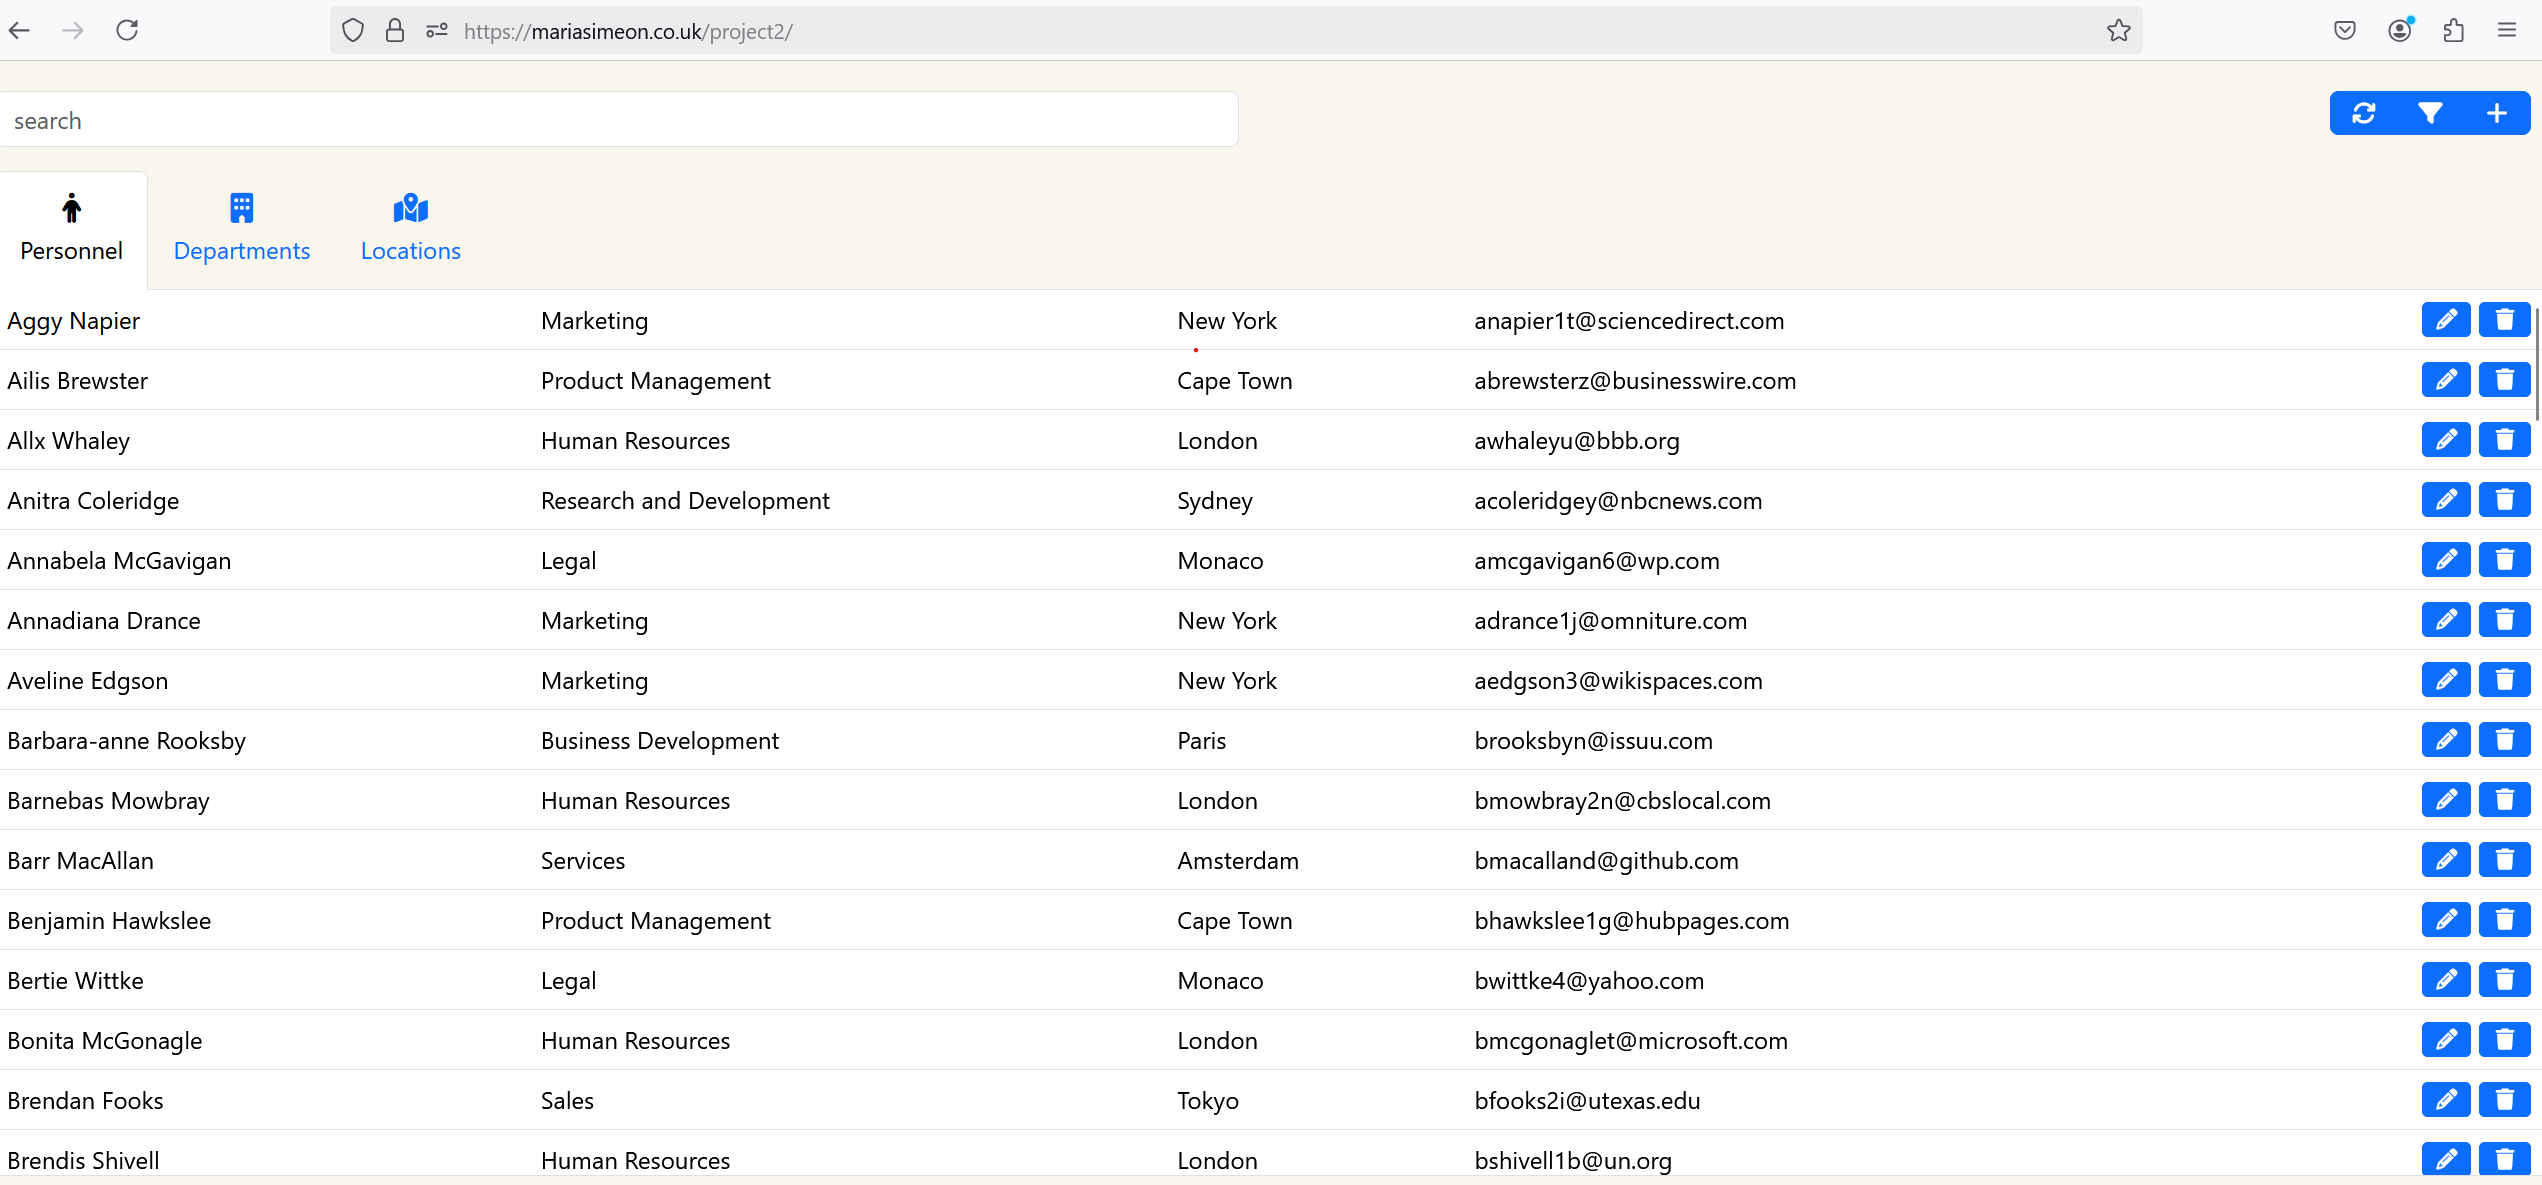 https://mariasimeon.co.uk/project2/
search
Personnel Departments Locations
Aggy Napier Marketing New York anapier1t@sciencedirect.com
Ailis Brewster Product Management Cape Town abrewsterz@businesswire.com
Allx Whaley Human Resources London awhaleyu@bbb.org
Anitra Coleridge Research and Development Sydney acoleridgey@nbcnews.com
Annabela McGavigan Legal Monaco amcgavigan6@wp.com
Annadiana Drance Marketing New York adrance1j@omniture.com
Aveline Edgson Marketing New York aedgson3@wikispaces.com
Barbara-anne Rooksby Business Development Paris brooksbyn@issuu.com
Barnebas Mowbray Human Resources London bmowbray2n@cbslocal.com
Barr MacAllan Services Amsterdam bmacalland@github.com
Benjamin Hawkslee Product Management Cape Town bhawkslee1g@hubpages.com
Bertie Wittke Legal Monaco bwittke4@yahoo.com
Bonita McGonagle Human Resources London bmcgonaglet@microsoft.com
Brendan Fooks Sales Tokyo bfooks2i@utexas.edu
Brendis Shivell Human Resources London bshivell1b@un.org